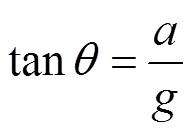 tan θ = a/g